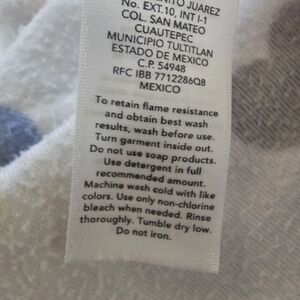 JUAREZ
No. EXT.10, INT I-1
COL. SAN MATEO
CUAUTEPEC
MUNICIPIO TULTITLAN
ESTADO DE MEXICO
C.P. 54948
RFC IBB 7712286Q8
MEXICO
To retain flame resistance
and obtain best wash
results, wash before use.
Turn garment inside out.
Do not use soap products.
Use detergent in full
recommended amount.
Machine wash cold with like
colors. Use only non-chlorine
bleach when needed. Rinse
thoroughly. Tumble dry low.
Do not iron.